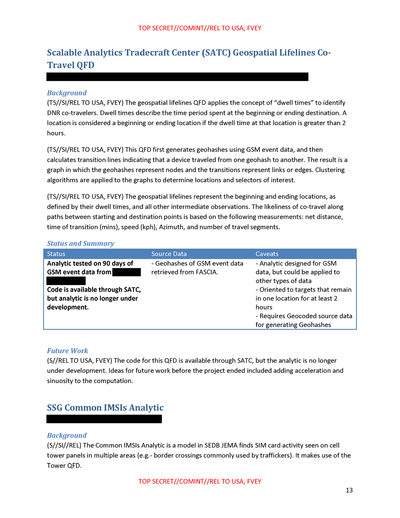 TOP SECRET//COMINT//REL TO USA, FVEY
Scalable Analytics Tradecraft Center (SATC) Geospatial Lifelines Co-
Travel QFD
Background
(TS//SI//REL TO USA, FVEY) The geospatial lifelines QFD applies the concept of “dwell times” to identify
DNR co-travelers. Dwell times describe the time period spent at the beginning or ending destination. A
location is considered a beginning or ending location if the dwell time at that location is greater than 2
hours.
(TS//SI//REL TO USA, FVEY) This QFD first generates geohashes using GSM event data, and then
calculates transition lines indicating that a device traveled from one geohash to another. The result is a
graph in which the geohashes represent nodes and the transitions represent links or edges. Clustering
algorithms are applied to the graphs to determine locations and selectors of interest.
(TS//SI//REL TO USA, FVEY) The geospatial lifelines represent the beginning and ending locations, as
defined by their dwell times, and all other intermediate observations. The likeliness of co-travel along
paths between starting and destination points is based on the following measurements: net distance,
time of transition (mins), speed (kph), Azimuth, and number of travel segments.
Status and Summary
Status Source Data Caveats
Analytic tested on 90 days of
GSM event data from
Code is available through SATC,
but analytic is no longer under
development.
- Geohashes of GSM event data
retrieved from FASCIA.
- Analytic designed for GSM
data, but could be applied to
other types of data
- Oriented to targets that remain
in one location for at least 2
hours
- Requires Geocoded source data
for generating Geohashes
Future Work
(S//REL TO USA, FVEY) The code for this QFD is available through SATC, but the analytic is no longer
under development. Ideas for future work before the project ended included adding acceleration and
sinuosity to the computation.
SSG Common IMSIs Analytic
Background
(S//SI//REL) The Common IMSIs Analytic is a model in SEDB JEMA finds SIM card activity seen on cell
tower panels in multiple areas (e.g.- border crossings commonly used by traffickers). It makes use of the
Tower QFD.
TOP SECRET//COMINT//REL TO USA, FVEY
13